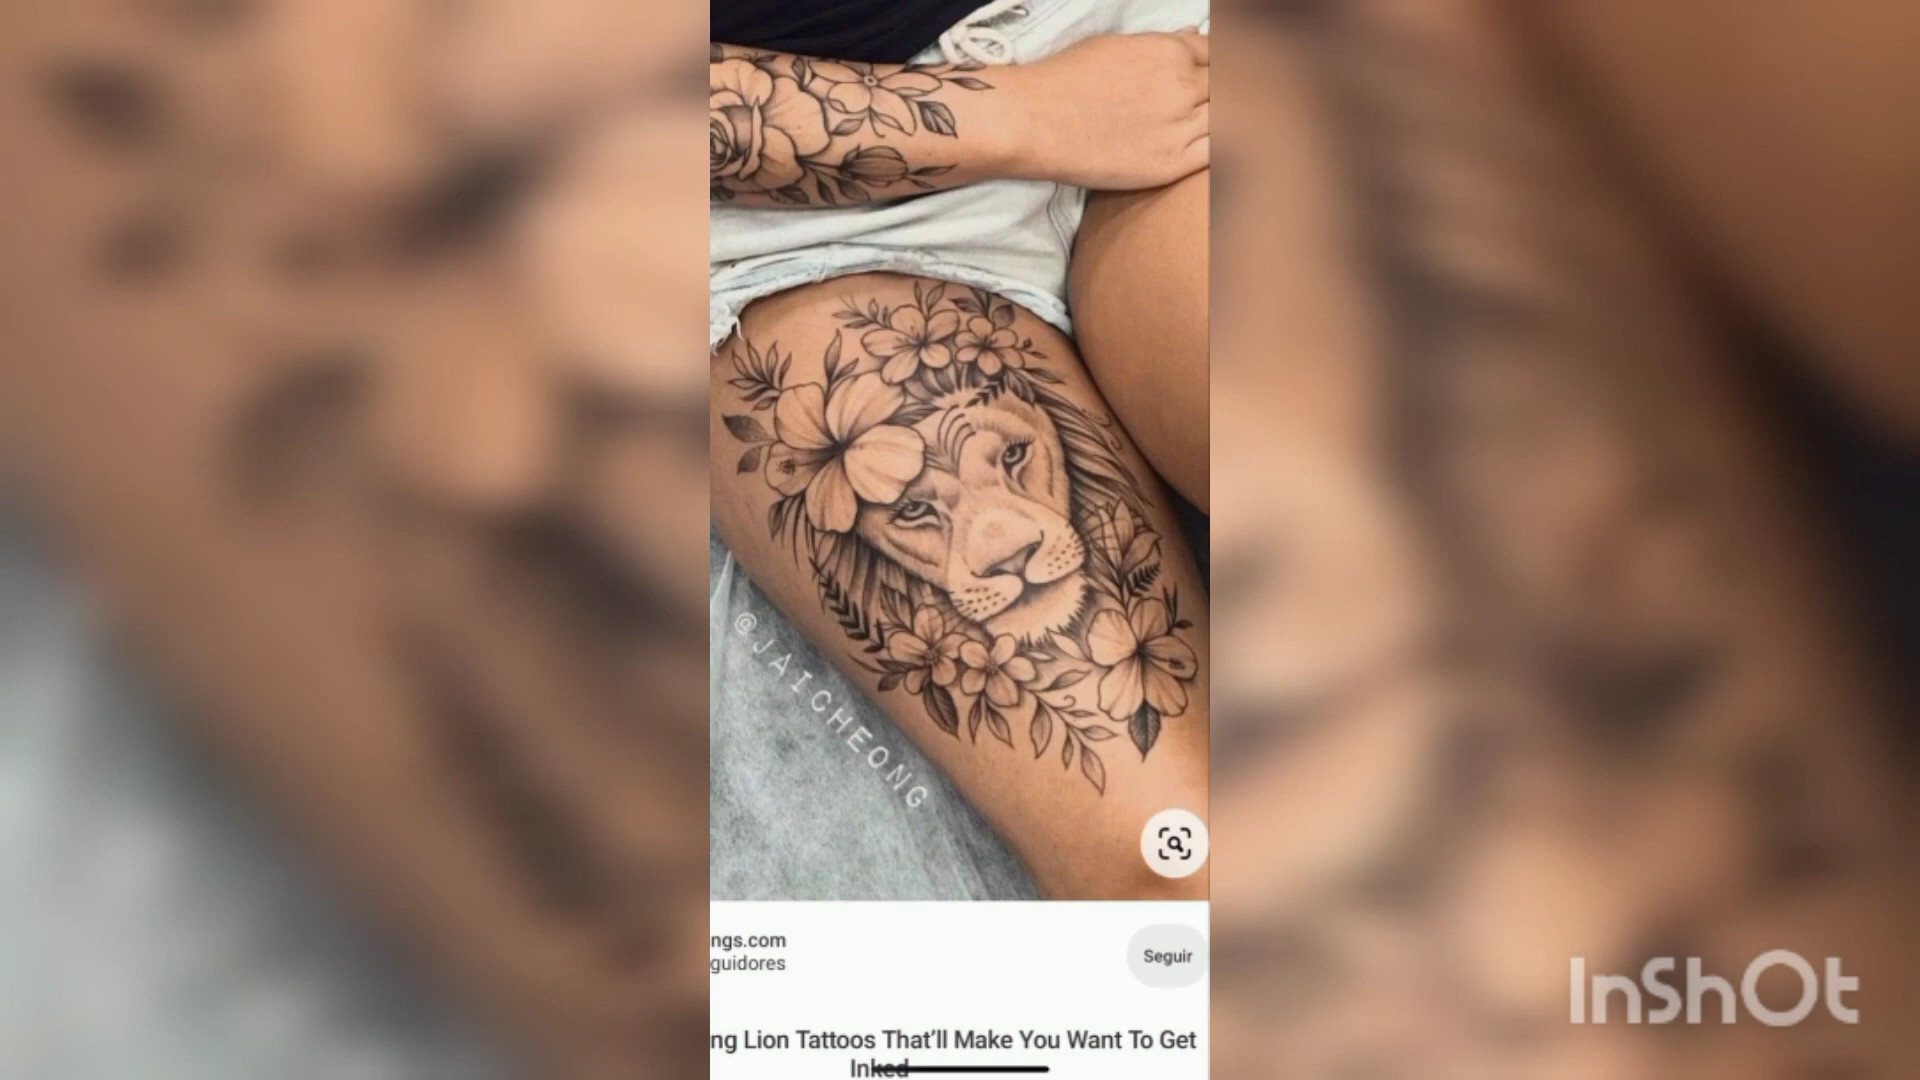 @JAICHEONG
ngs.com
guidores
Seguir
ng Lion Tattoos That'll Make You Want To Get
Inked
InShOt